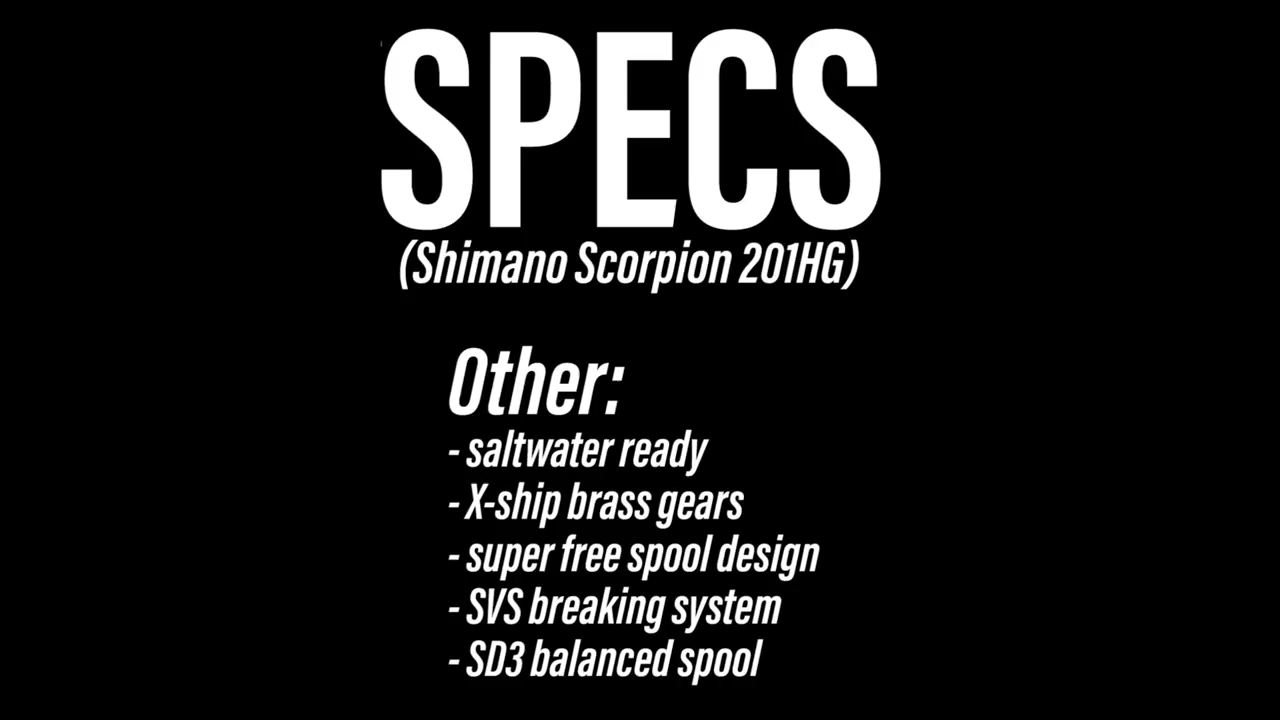 SPECS
(Shimano Scorpion 201HG)
Other:
- saltwater ready
- X-ship brass gears
- super free spool design
- SVS breaking system
- SD3 balanced spool